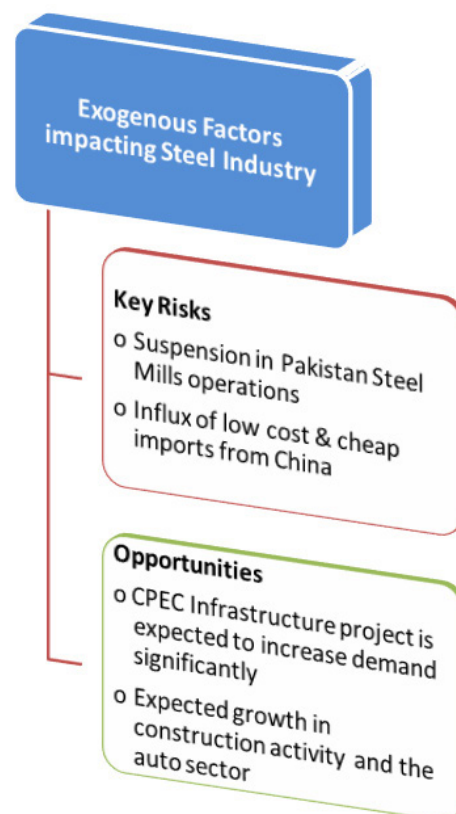 Exogenous Factors
impacting Steel Industry
Key Risks
o Suspension in Pakistan Steel
Mills operations
o Influx of low cost & cheap
imports from China
Opportunities
o CPEC Infrastructure project is
expected to increase demand
significantly
o Expected growth in
construction activity and the
auto sector